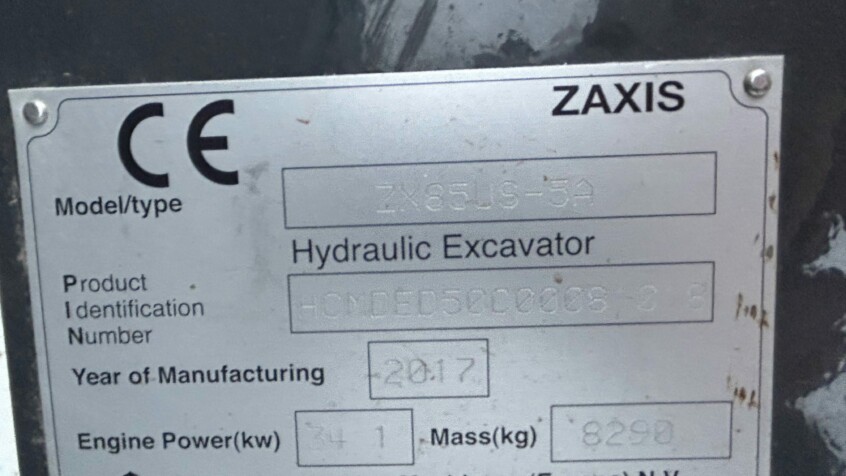 CE
ZAXIS
Model/type ZX85US-5A
Hydraulic Excavator
Product
Identification
Number
Year of Manufacturing 2017
Engine Power(kw) 34 1 Mass(kg) 8290
(Europe) N.V.